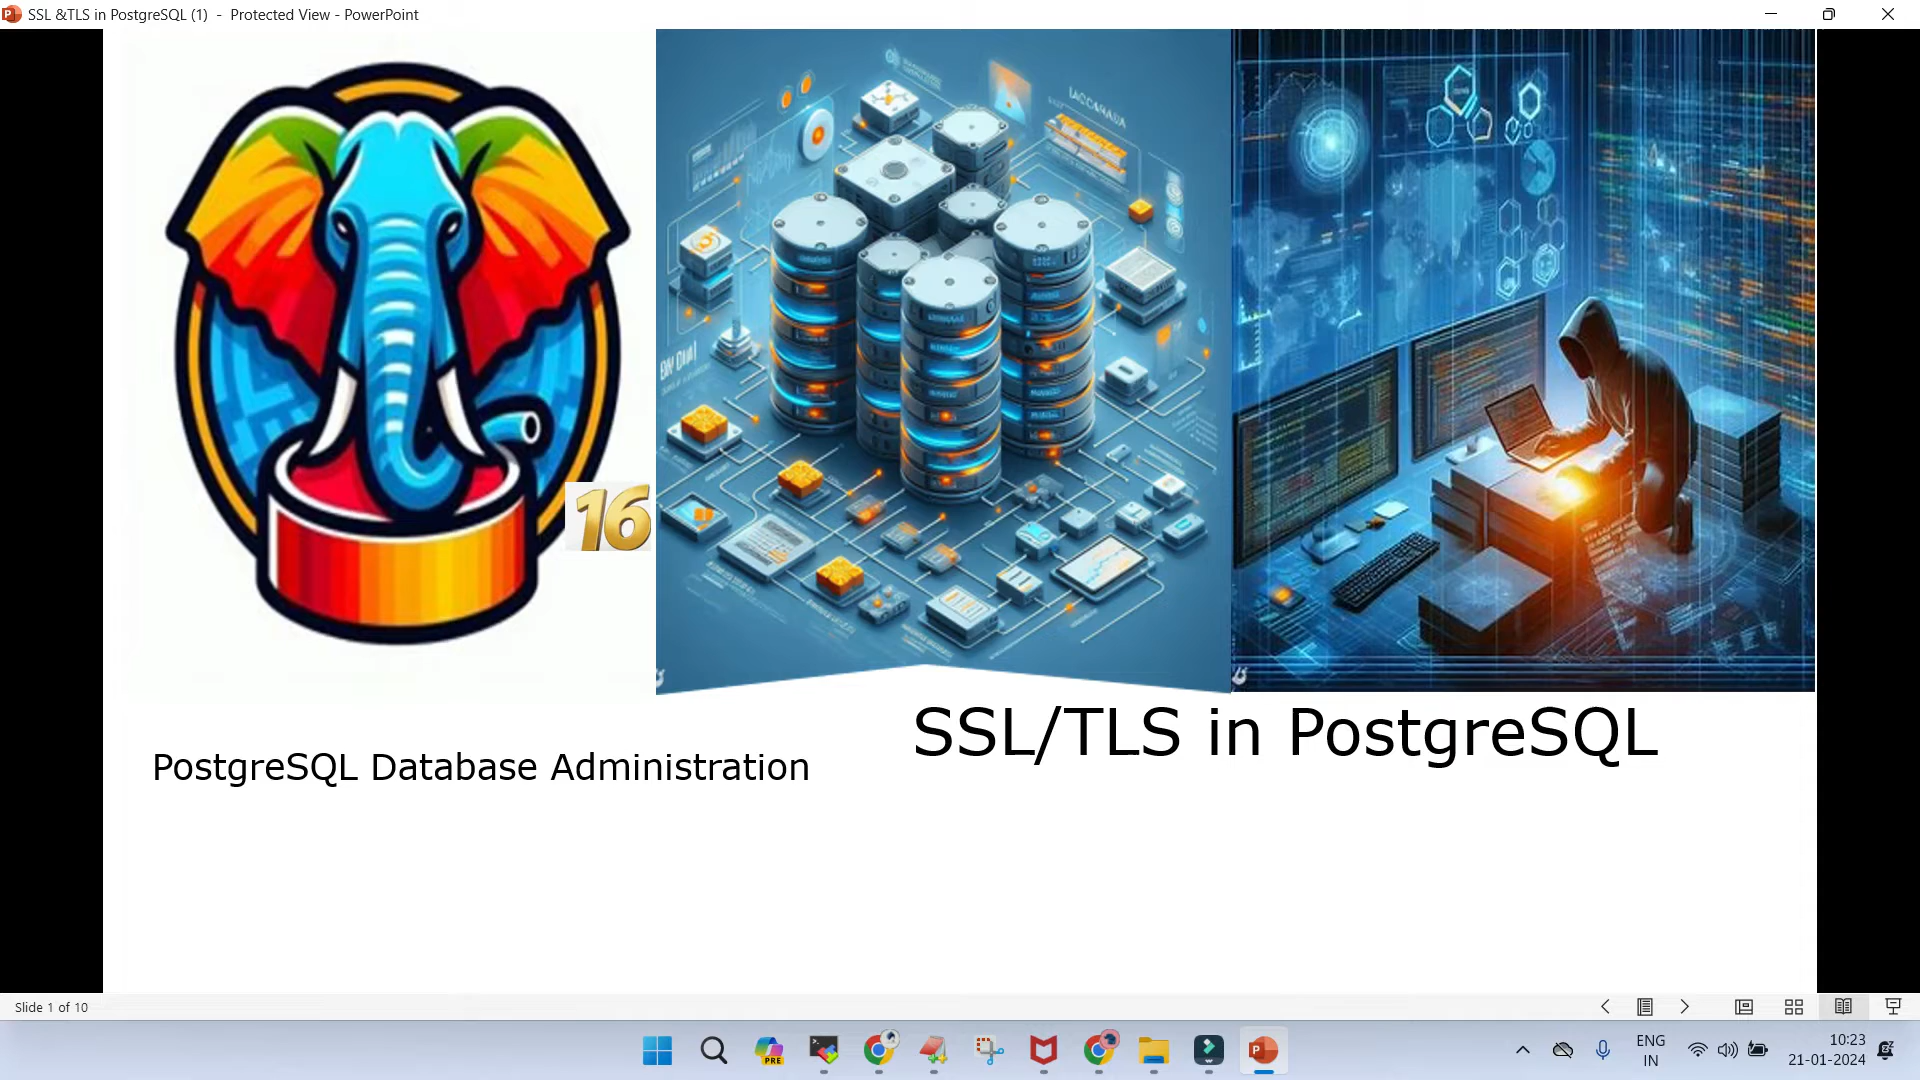 SSL &TLS in PostgreSQL (1) - Protected View - PowerPoint
16
SSL/TLS in PostgreSQL
PostgreSQL Database Administration
Slide 1 of 10
PRE
ENG
IN
10:23
21-01-2024